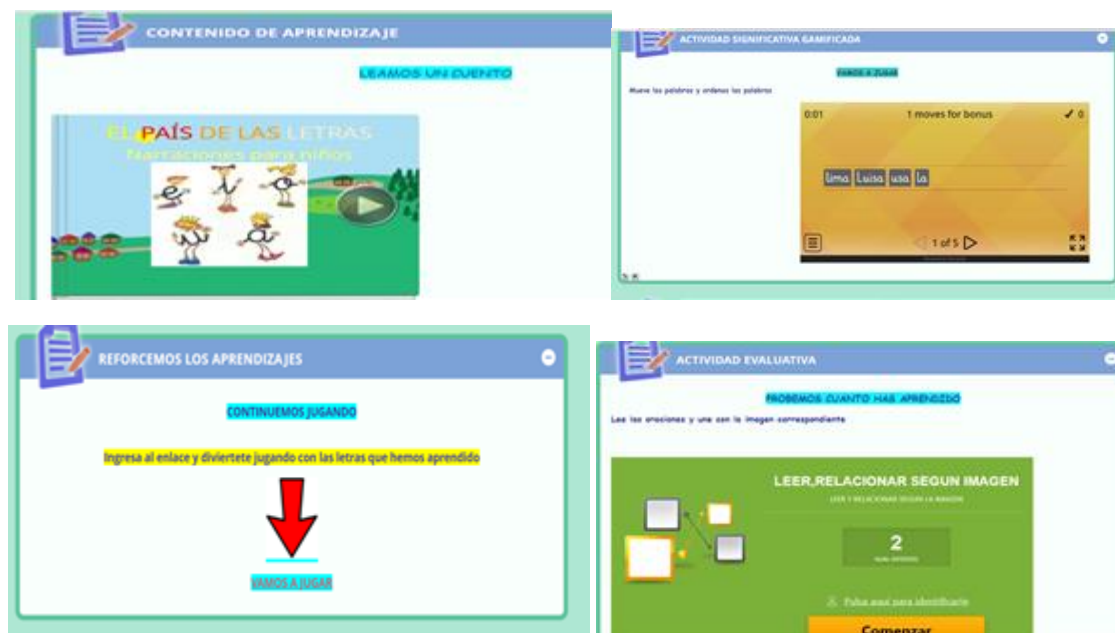 CONTENIDO DE APRENDIZAJE
LEAMOS UN CUENTO
EL PAÍS DE LAS LETRAS
Narraciones para niños
ACTIVIDAD SIGNIFICATIVA GAMIFICADA
VAMOS A JUGAR
Mueve las palabras y ordenas las palabras
0:01 1 moves for bonus 0
lima Luisa usa la
1 of 5
REFORCEMOS LOS APRENDIZAJES
CONTINUEMOS JUGANDO
Ingresa al enlace y diviertete jugando con las letras que hemos aprendido
VAMOS A JUGAR
ACTIVIDAD EVALUATIVA
PROBEMOS CUANTO HAS APRENDIDO
Lee las oraciones y une con la imagen correspondiente
LEER,RELACIONAR SEGUN IMAGEN
LEER Y RELACIONAR SEGUN LA IMAGEN
2
Pulsa aquí para identificarte
Comenzar